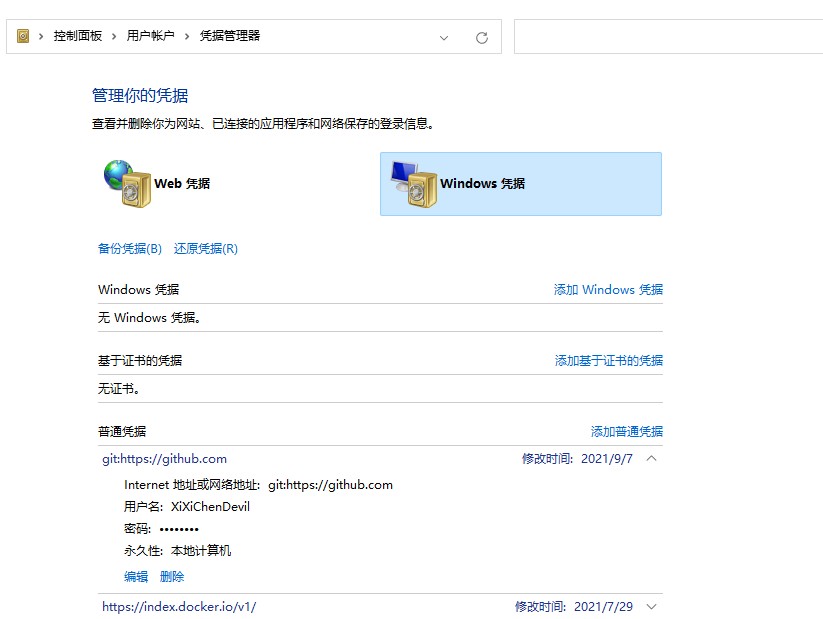 控制面板 › 用户帐户 › 凭据管理器
管理你的凭据
查看并删除你为网站、已连接的应用程序和网络保存的登录信息。
Web 凭据 Windows 凭据
备份凭据(B) 还原凭据(R)
Windows 凭据 添加 Windows 凭据
无 Windows 凭据。
基于证书的凭据 添加基于证书的凭据
无证书。
普通凭据 添加普通凭据
git:https://github.com 修改时间: 2021/9/7
Internet 地址或网络地址: git:https://github.com
用户名: XiXiChenDevil
密码: ••••••••
永久性: 本地计算机
编辑 删除
https://index.docker.io/v1/ 修改时间: 2021/7/29